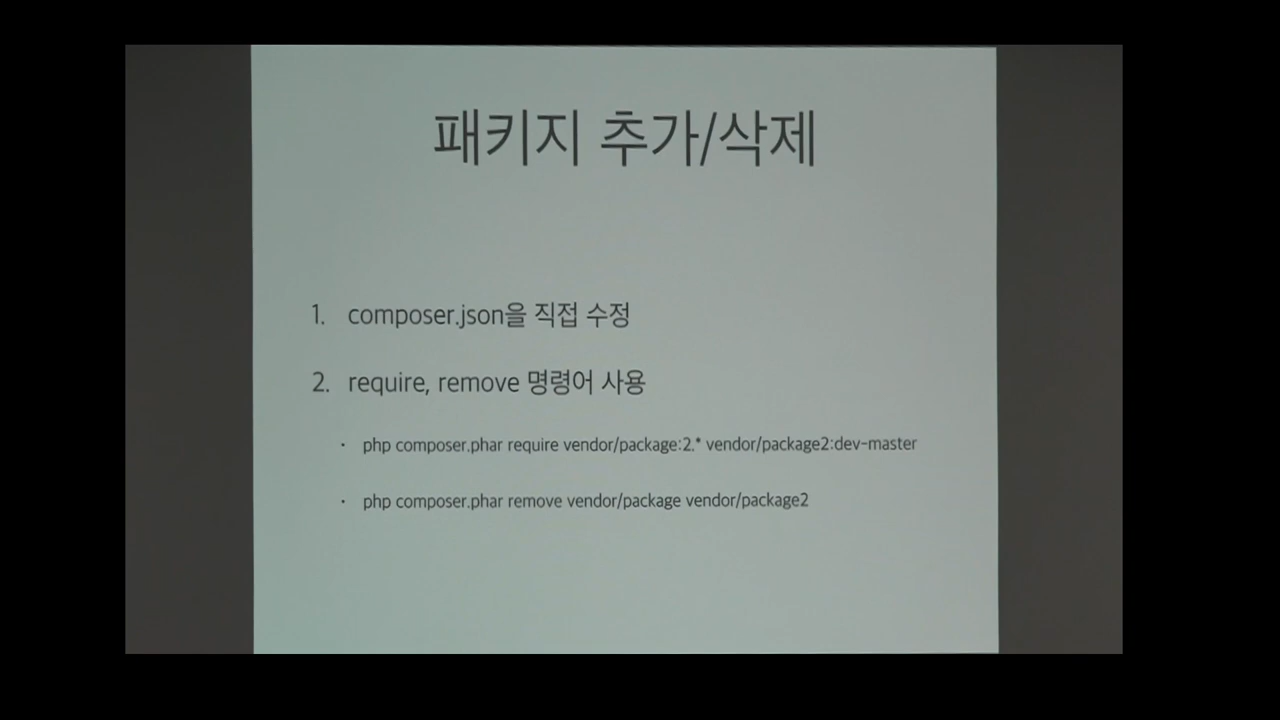 패키지 추가/삭제
1. composer.json을 직접 수정
2. require, remove 명령어 사용
· php composer.phar require vendor/package:2.* vendor/package2:dev-master
· php composer.phar remove vendor/package vendor/package2